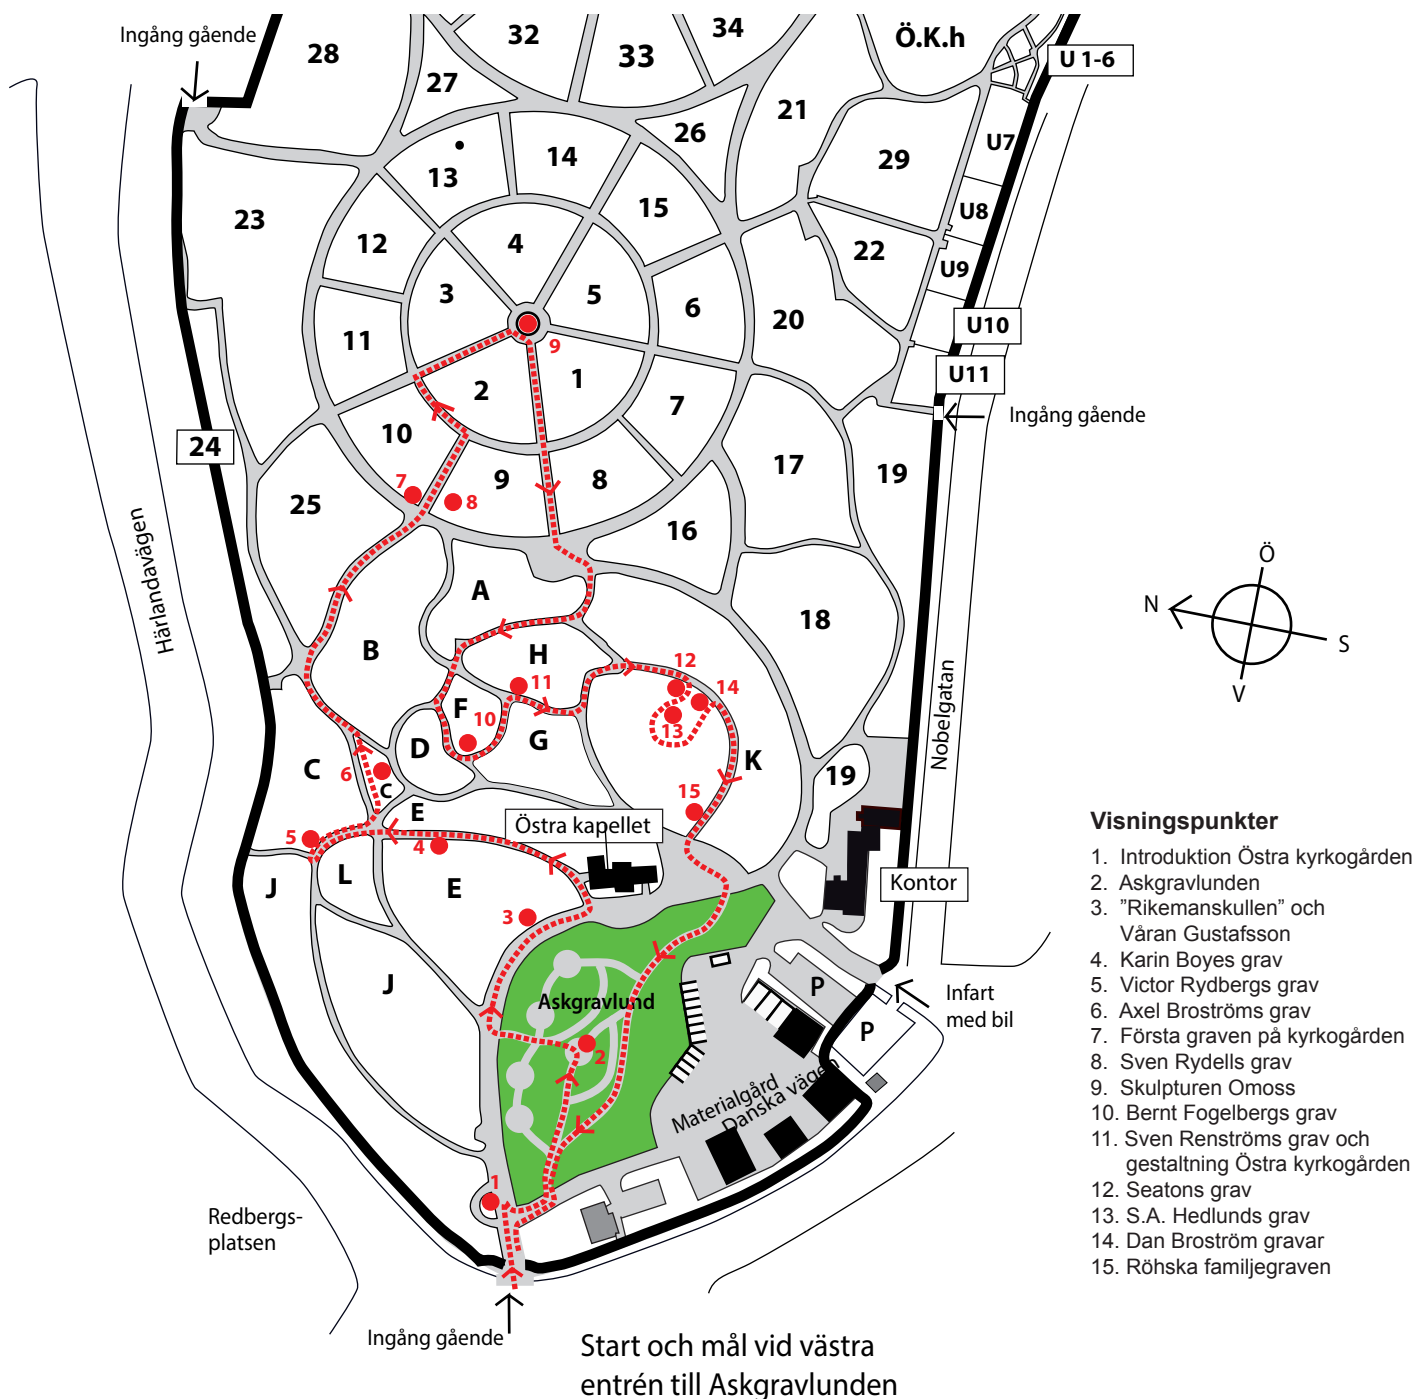 Ingång gående
28
32
33
34
Ö.K.h
U 1-6
27
26
21
29
U7
13
14
15
23
12
4
22
U8
U9
3
5
6
20
U10
11
9
2
1
7
U11
Ingång gående
10
24
7
8
9
8
17
19
25
16
Härlandavägen
A
18
B
H
12
11
14
F
10
13
D
G
K
C
6
C
19
Nobelgatan
E
15
5
4
Östra kapellet
J
L
E
3
Kontor
J
Askgravlund
P
P
Infart
med bil
2
Materialgård
Danska vägen
1
Redbergs-
platsen
Ingång gående
Start och mål vid västra
entrén till Askgravlunden
Ö
N
S
V
Visningspunkter
1. Introduktion Östra kyrkogården
2. Askgravlunden
3. ”Rikemanskullen” och
Våran Gustafsson
4. Karin Boyes grav
5. Victor Rydbergs grav
6. Axel Broströms grav
7. Första graven på kyrkogården
8. Sven Rydells grav
9. Skulpturen Omoss
10. Bernt Fogelbergs grav
11. Sven Renströms grav och
gestaltning Östra kyrkogården
12. Seatons grav
13. S.A. Hedlunds grav
14. Dan Broström gravar
15. Röhska familjegraven